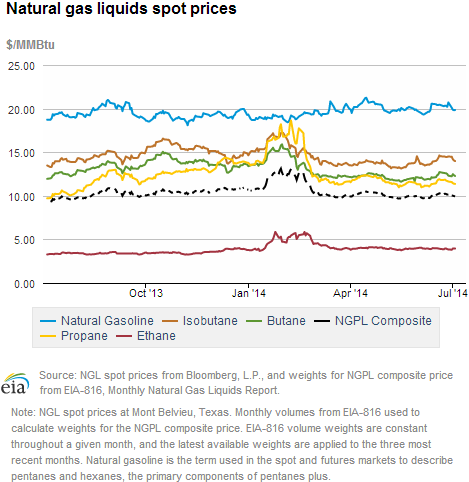 Natural gas liquids spot prices
$/MMBtu
25.00
20.00
15.00
10.00
5.00
0.00
Oct '13 Jan '14 Apr '14 Jul '14
Natural Gasoline Isobutane Butane NGPL Composite
Propane Ethane
eia
Source: NGL spot prices from Bloomberg, L.P., and weights for NGPL composite price
from EIA-816, Monthly Natural Gas Liquids Report.
Note: NGL spot prices at Mont Belvieu, Texas. Monthly volumes from EIA-816 used to
calculate weights for the NGPL composite price. EIA-816 volume weights are constant
throughout a given month, and the latest available weights are applied to the three most
recent months. Natural gasoline is the term used in the spot and futures markets to describe
pentanes and hexanes, the primary components of pentanes plus.